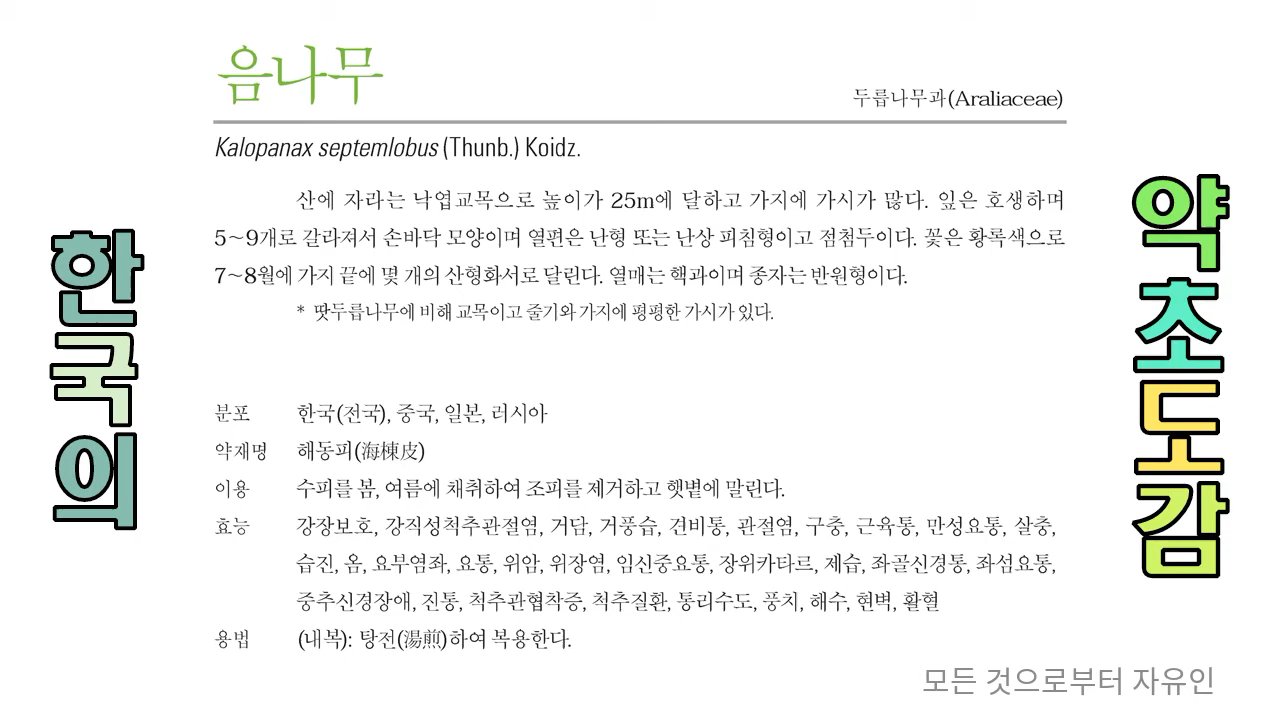 음나무
두릅나무과(Araliaceae)
Kalopanax septemlobus (Thunb.) Koidz.
산에 자라는 낙엽교목으로 높이가 25m에 달하고 가지에 가시가 많다. 잎은 호생하며
5~9개로 갈라져서 손바닥 모양이며 열편은 난형 또는 난상 피침형이고 점첨두이다. 꽃은 황록색으로
7~8월에 가지 끝에 몇 개의 산형화서로 달린다. 열매는 핵과이며 종자는 반원형이다.
* 땃두릅나무에 비해 교목이고 줄기와 가지에 평평한 가시가 있다.
분포 한국(전국), 중국, 일본, 러시아
약재명 해동피(海棟皮)
이용 수피를 봄, 여름에 채취하여 조피를 제거하고 햇볕에 말린다.
효능 강장보호, 강직성척추관절염, 거담, 거풍습, 견비통, 관절염, 구충, 근육통, 만성요통, 살충,
습진, 옴, 요부염좌, 요통, 위암, 위장염, 임신중요통, 장위카타르, 제습, 좌골신경통, 좌섬요통,
중추신경장애, 진통, 척추관협착증, 척추질환, 통리수도, 풍치, 해수, 현벽, 활혈
용법 (내복): 탕전(湯煎)하여 복용한다.
한국의
약초도감
모든 것으로부터 자유인